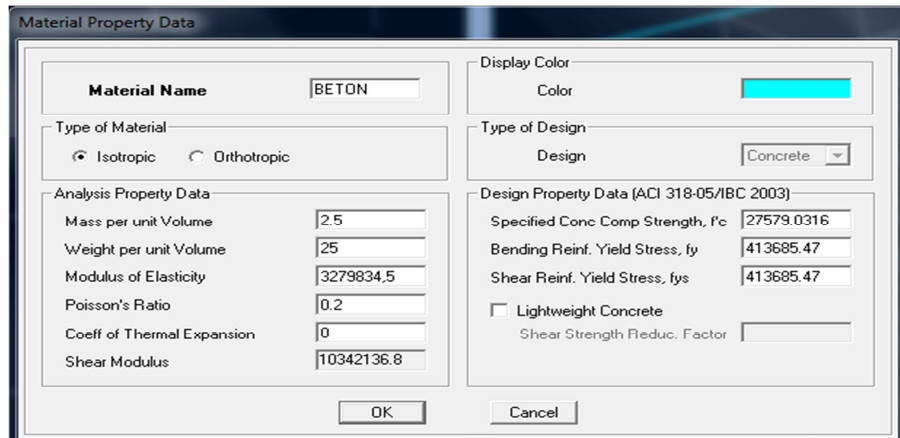 Material Property Data
Material Name BETON
Display Color
Color
Type of Material
Isotropic Orthotropic
Type of Design
Design Concrete
Analysis Property Data
Mass per unit Volume 2.5
Weight per unit Volume 25
Modulus of Elasticity 3279834,5
Poisson's Ratio 0.2
Coeff of Thermal Expansion 0
Shear Modulus 10342136.8
Design Property Data (ACI 318-05/IBC 2003)
Specified Conc Comp Strength, f'c 27579.0316
Bending Reinf. Yield Stress, fy 413685.47
Shear Reinf. Yield Stress, fys 413685.47
Lightweight Concrete
Shear Strength Reduc. Factor
OK Cancel